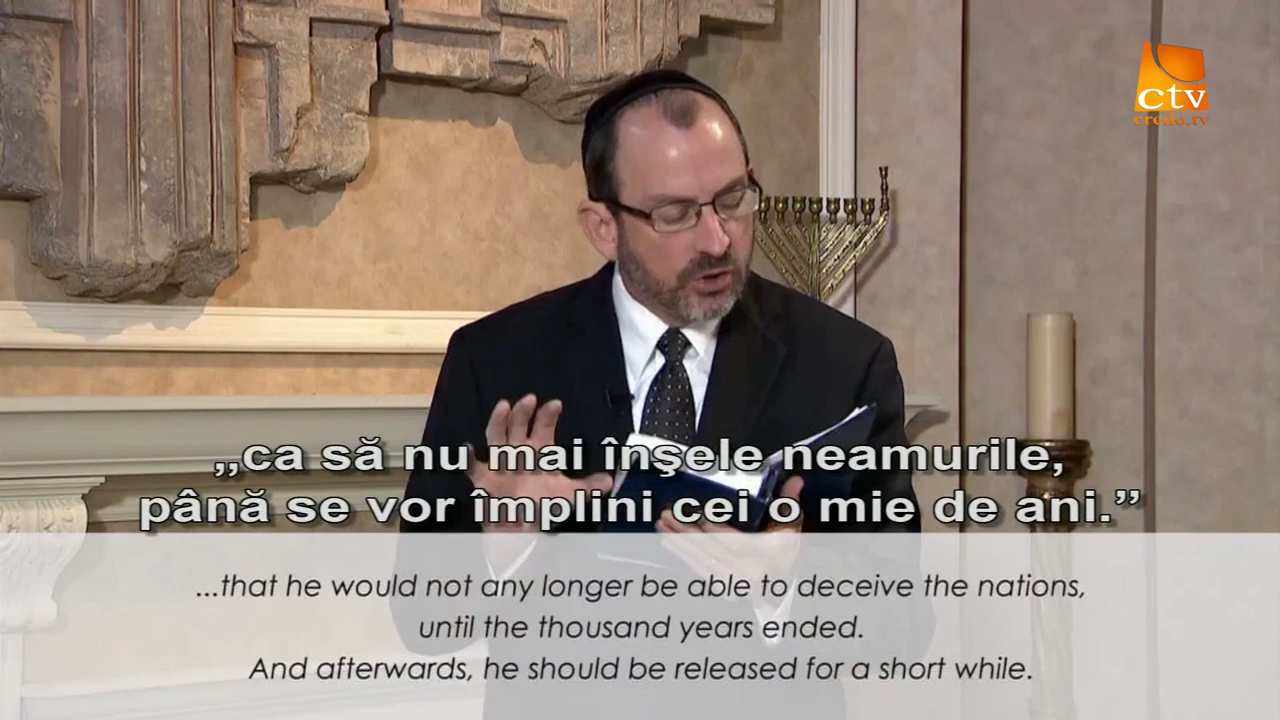 ctv
credo.tv
„ca să nu mai înşele neamurile,
până se vor împlini cei o mie de ani.”
...that he would not any longer be able to deceive the nations,
until the thousand years ended.
And afterwards, he should be released for a short while.